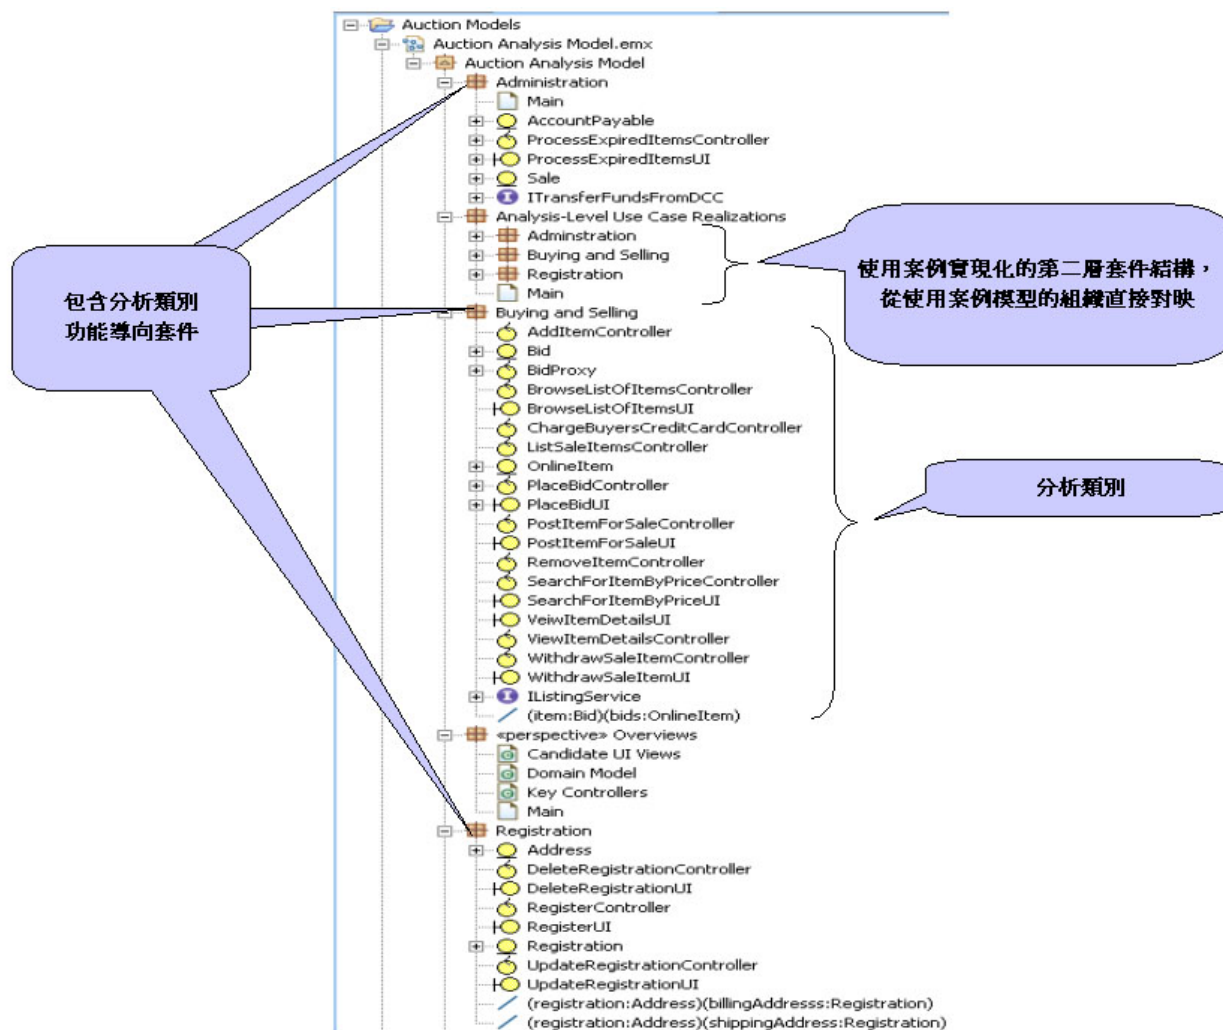 Auction Models
Auction Analysis Model.emx
Auction Analysis Model
Administration
Main
AccountPayable
ProcessExpiredItemsController
ProcessExpiredItemsUI
Sale
ITransferFundsFromDCC
Analysis-Level Use Case Realizations
Adminstration
Buying and Selling
Registration
Main
Buying and Selling
AddItemController
Bid
BidProxy
BrowseListOfItemsController
BrowseListOfItemsUI
ChargeBuyersCreditCardController
ListSaleItemsController
OnlineItem
PlaceBidController
PlaceBidUI
PostItemForSaleController
PostItemForSaleUI
RemoveItemController
SearchForItemByPriceController
SearchForItemByPriceUI
VeiwItemDetailsUI
ViewItemDetailsController
WithdrawSaleItemController
WithdrawSaleItemUI
IListingService
(item:Bid)(bids:OnlineItem)
«perspective» Overviews
Candidate UI Views
Domain Model
Key Controllers
Main
Registration
Address
DeleteRegistrationController
DeleteRegistrationUI
RegisterController
RegisterUI
Registration
UpdateRegistrationController
UpdateRegistrationUI
(registration:Address)(billingAddresss:Registration)
(registration:Address)(shippingAddress:Registration)
包含分析類別
功能導向套件
使用案例實現化的第二層套件結構，
從使用案例模型的組織直接對映
分析類別